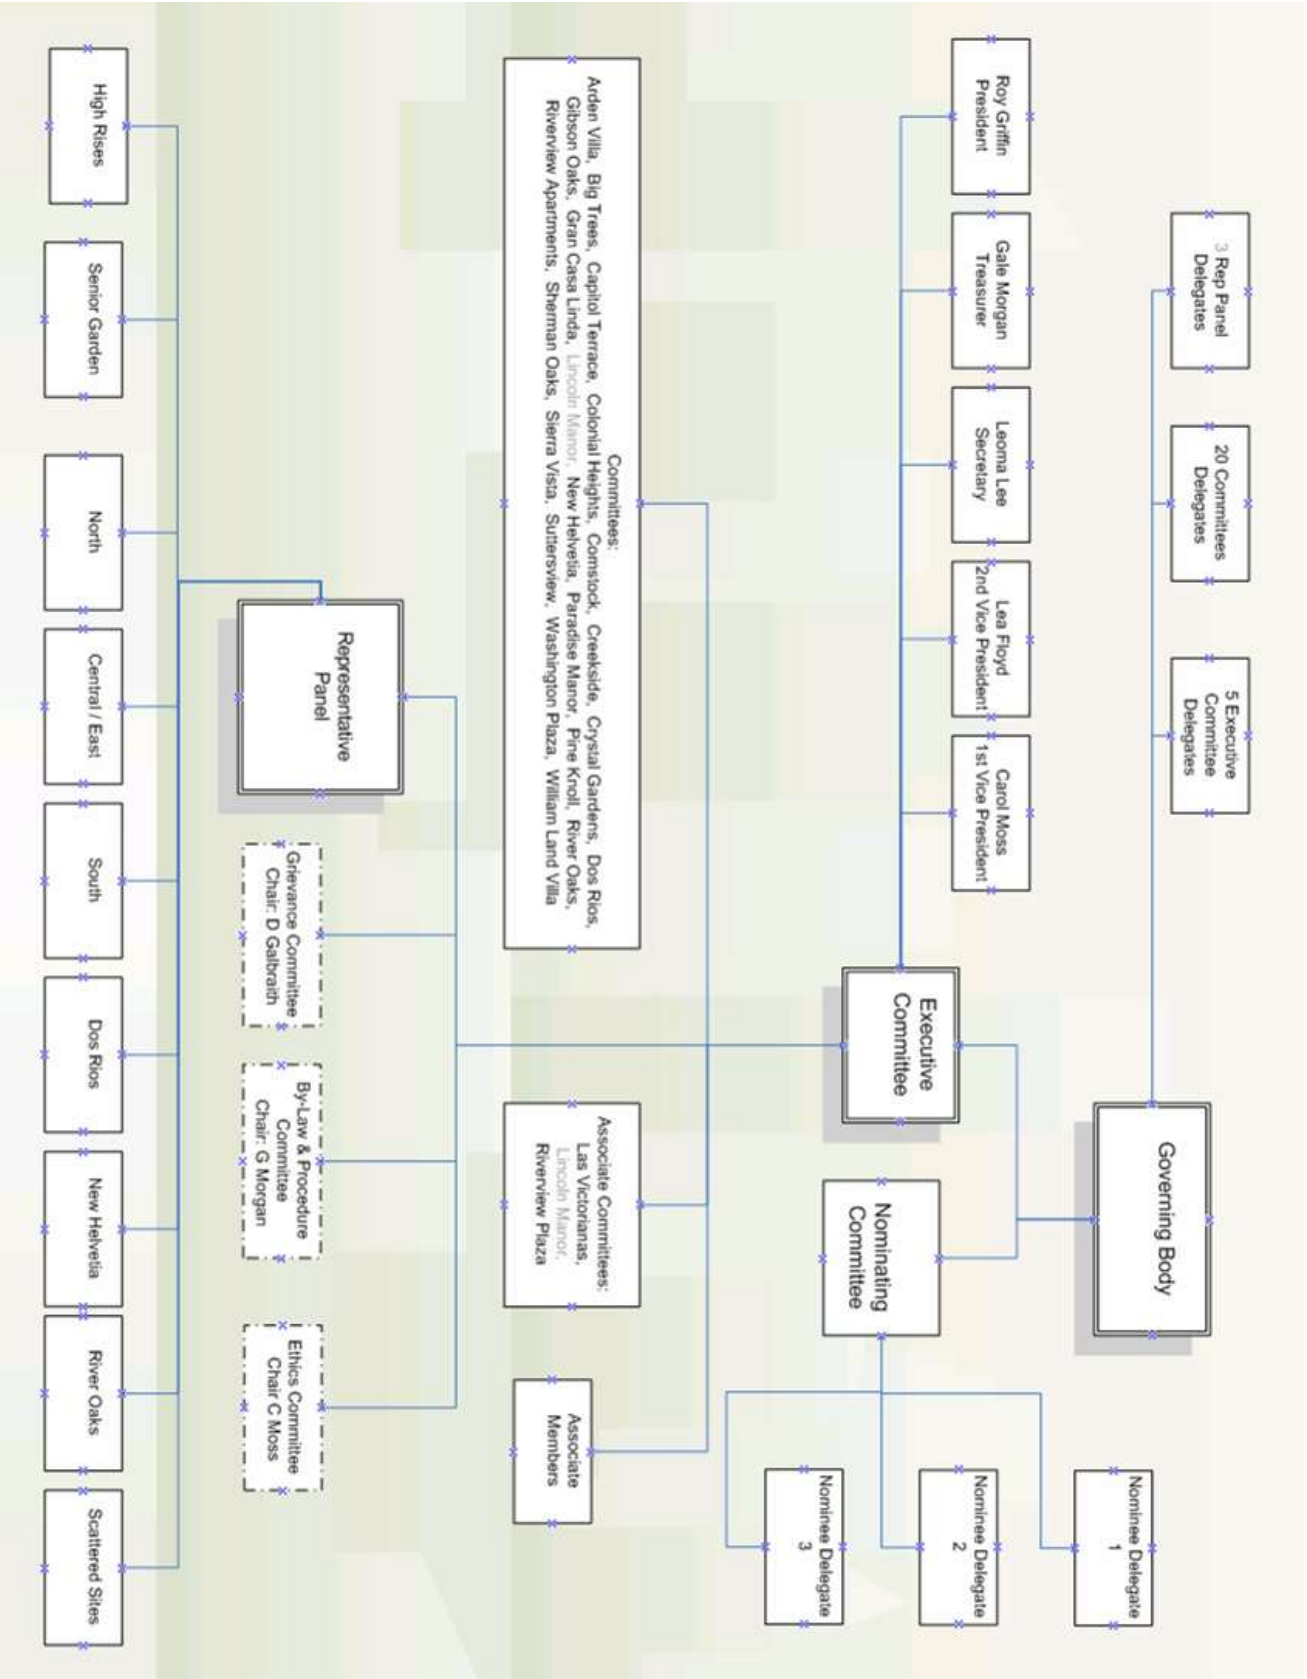 Governing Body
3 Rep Panel
Delegates
20 Committees
Delegates
5 Executive
Committee
Delegates
Roy Griffin
President
Gale Morgan
Treasurer
Leoma Lee
Secretary
Lea Floyd
2nd Vice President
Carol Moss
1st Vice President
Executive
Committee
Nominating
Committee
Nominee Delegate
1
Nominee Delegate
2
Nominee Delegate
3
Committees:
Arden Villa, Big Trees, Capitol Terrace, Colonial Heights, Comstock, Creekside, Crystal Gardens, Dos Rios,
Gibson Oaks, Gran Casa Linda, Lincoln Manor, New Helvetia, Paradise Manor, Pine Knoll, River Oaks,
Riverview Apartments, Sherman Oaks, Sierra Vista, Suttersview, Washington Plaza, William Land Villa
Associate Committees:
Las Victorianas,
Lincoln Manor,
Riverview Plaza
Associate
Members
Representative
Panel
Grievance Committee
Chair: D Galbraith
By-Law & Procedure
Committee
Chair: G Morgan
Ethics Committee
Chair C Moss
High Rises
Senior Garden
North
Central / East
South
Dos Rios
New Helvetia
River Oaks
Scattered Sites